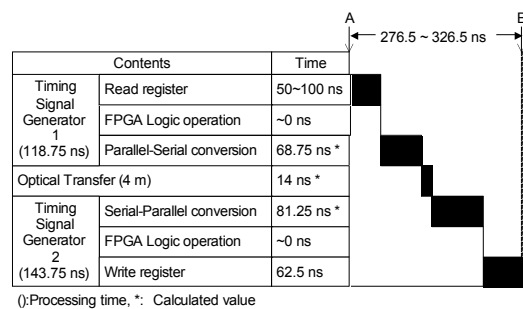 A
B
276.5 ~ 326.5 ns
Contents
Time
Timing Signal Generator 1 (118.75 ns)
Read register
50~100 ns
FPGA Logic operation
~0 ns
Parallel-Serial conversion
68.75 ns *
Optical Transfer (4 m)
14 ns *
Timing Signal Generator 2 (143.75 ns)
Serial-Parallel conversion
81.25 ns *
FPGA Logic operation
~0 ns
Write register
62.5 ns
():Processing time, *: Calculated value